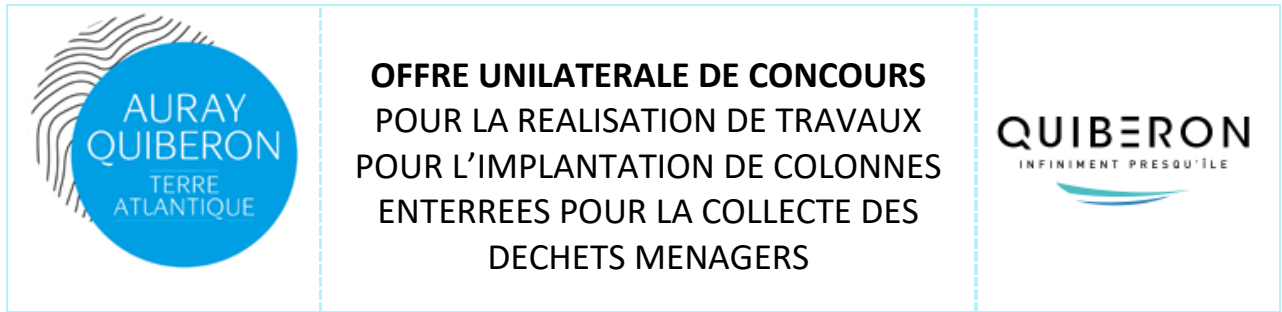 AURAY
QUIBERON
TERRE
ATLANTIQUE
OFFRE UNILATERALE DE CONCOURS
POUR LA REALISATION DE TRAVAUX
POUR L’IMPLANTATION DE COLONNES
ENTERREES POUR LA COLLECTE DES
DECHETS MENAGERS
QUIBERON
INFINIMENT PRESQU'ÎLE